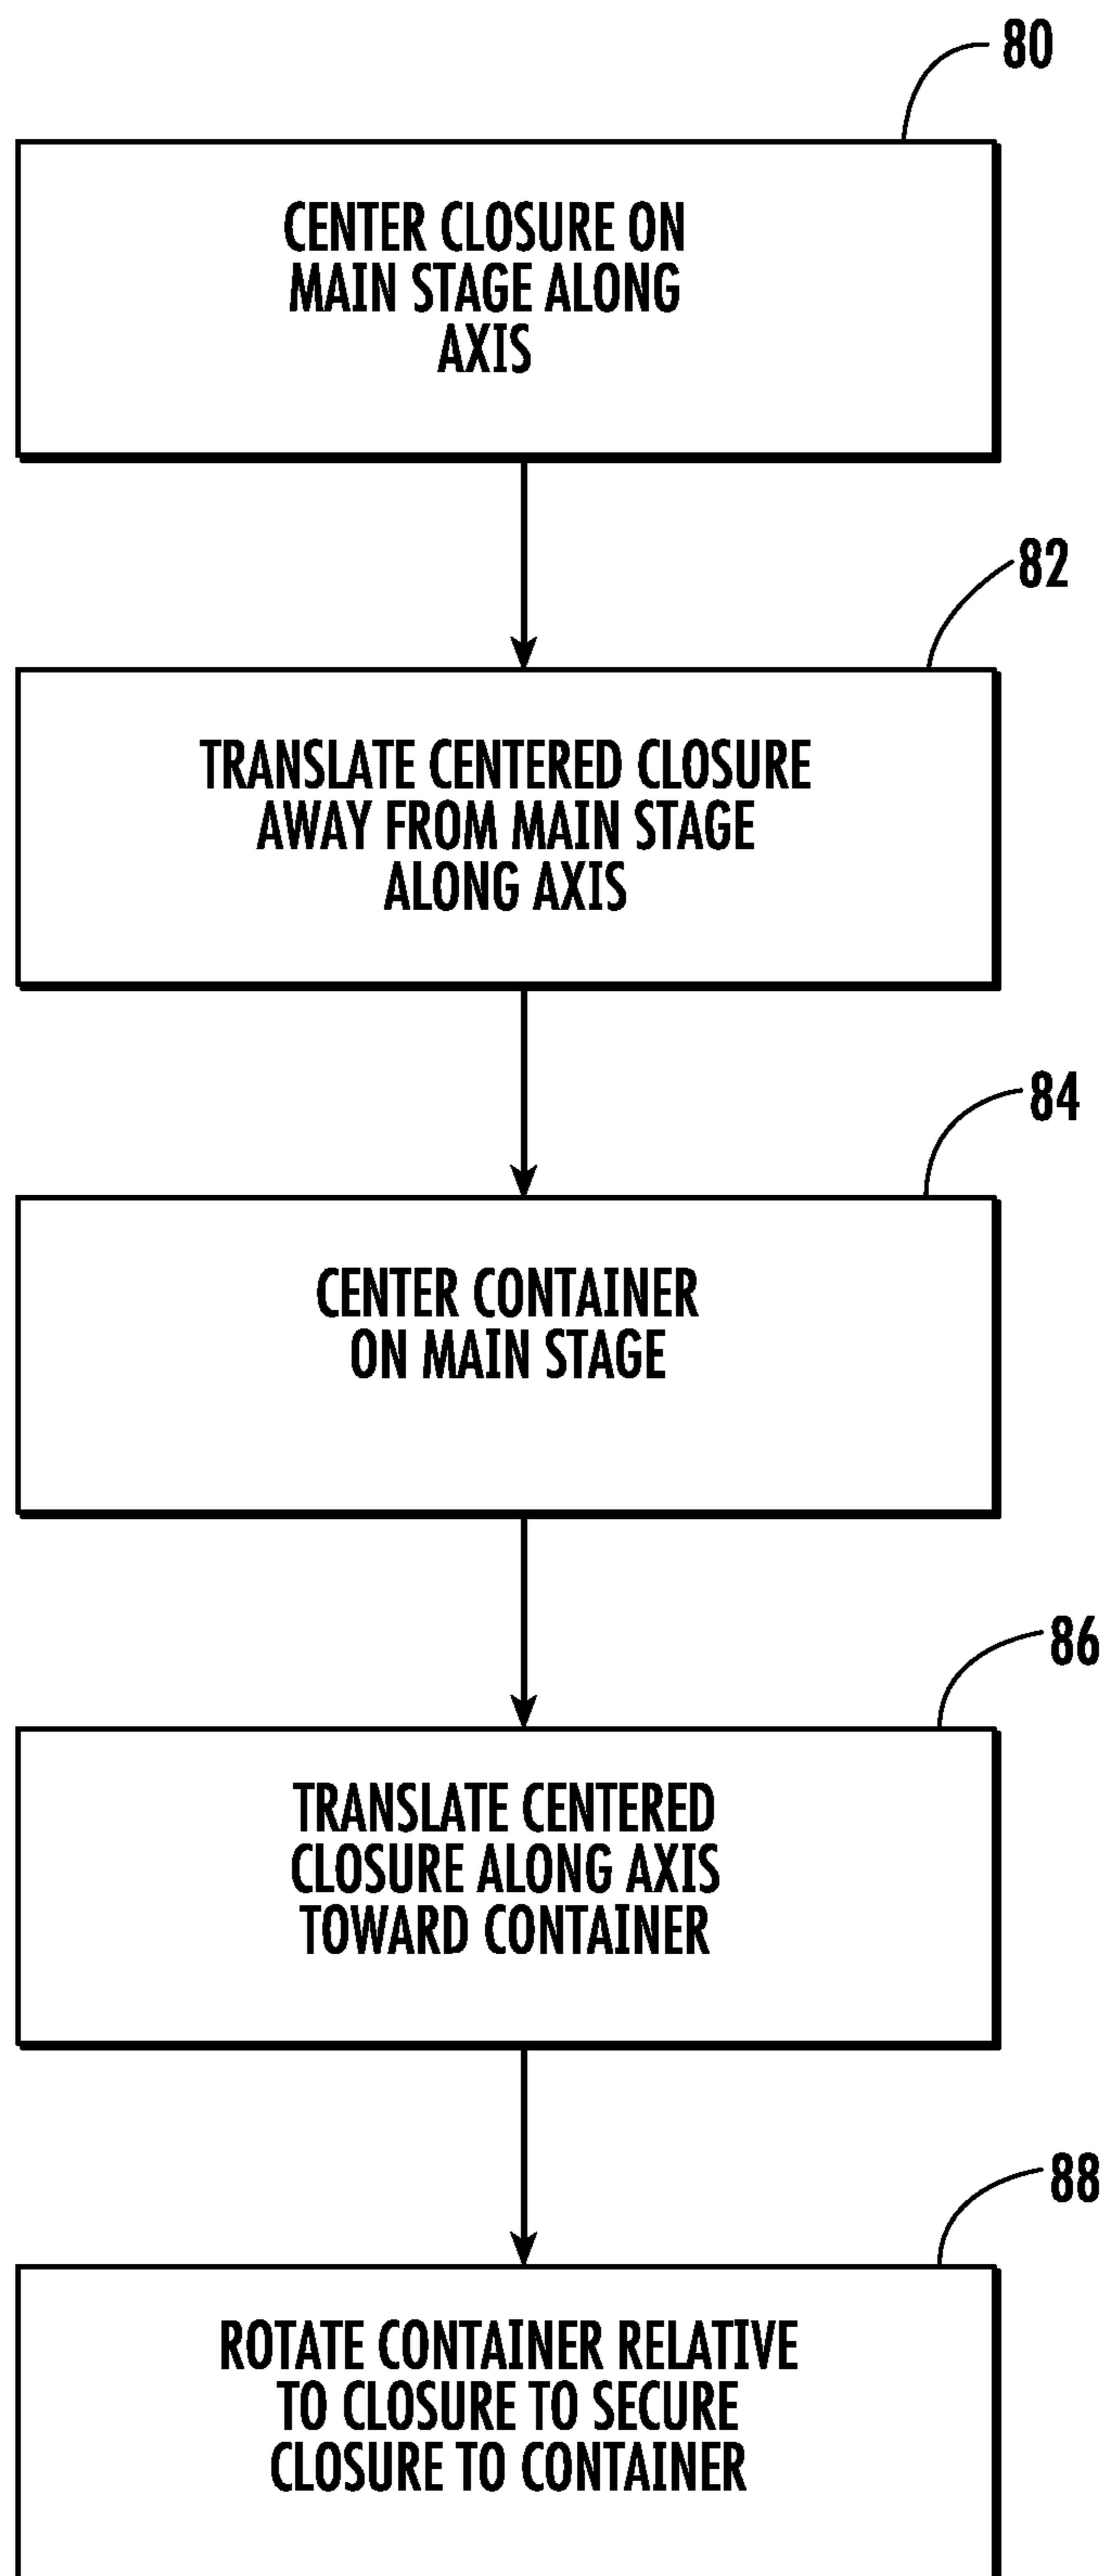 80
CENTER CLOSURE ON
MAIN STAGE ALONG
AXIS
82
TRANSLATE CENTERED CLOSURE
AWAY FROM MAIN STAGE
ALONG AXIS
84
CENTER CONTAINER
ON MAIN STAGE
86
TRANSLATE CENTERED
CLOSURE ALONG AXIS
TOWARD CONTAINER
88
ROTATE CONTAINER RELATIVE
TO CLOSURE TO SECURE
CLOSURE TO CONTAINER